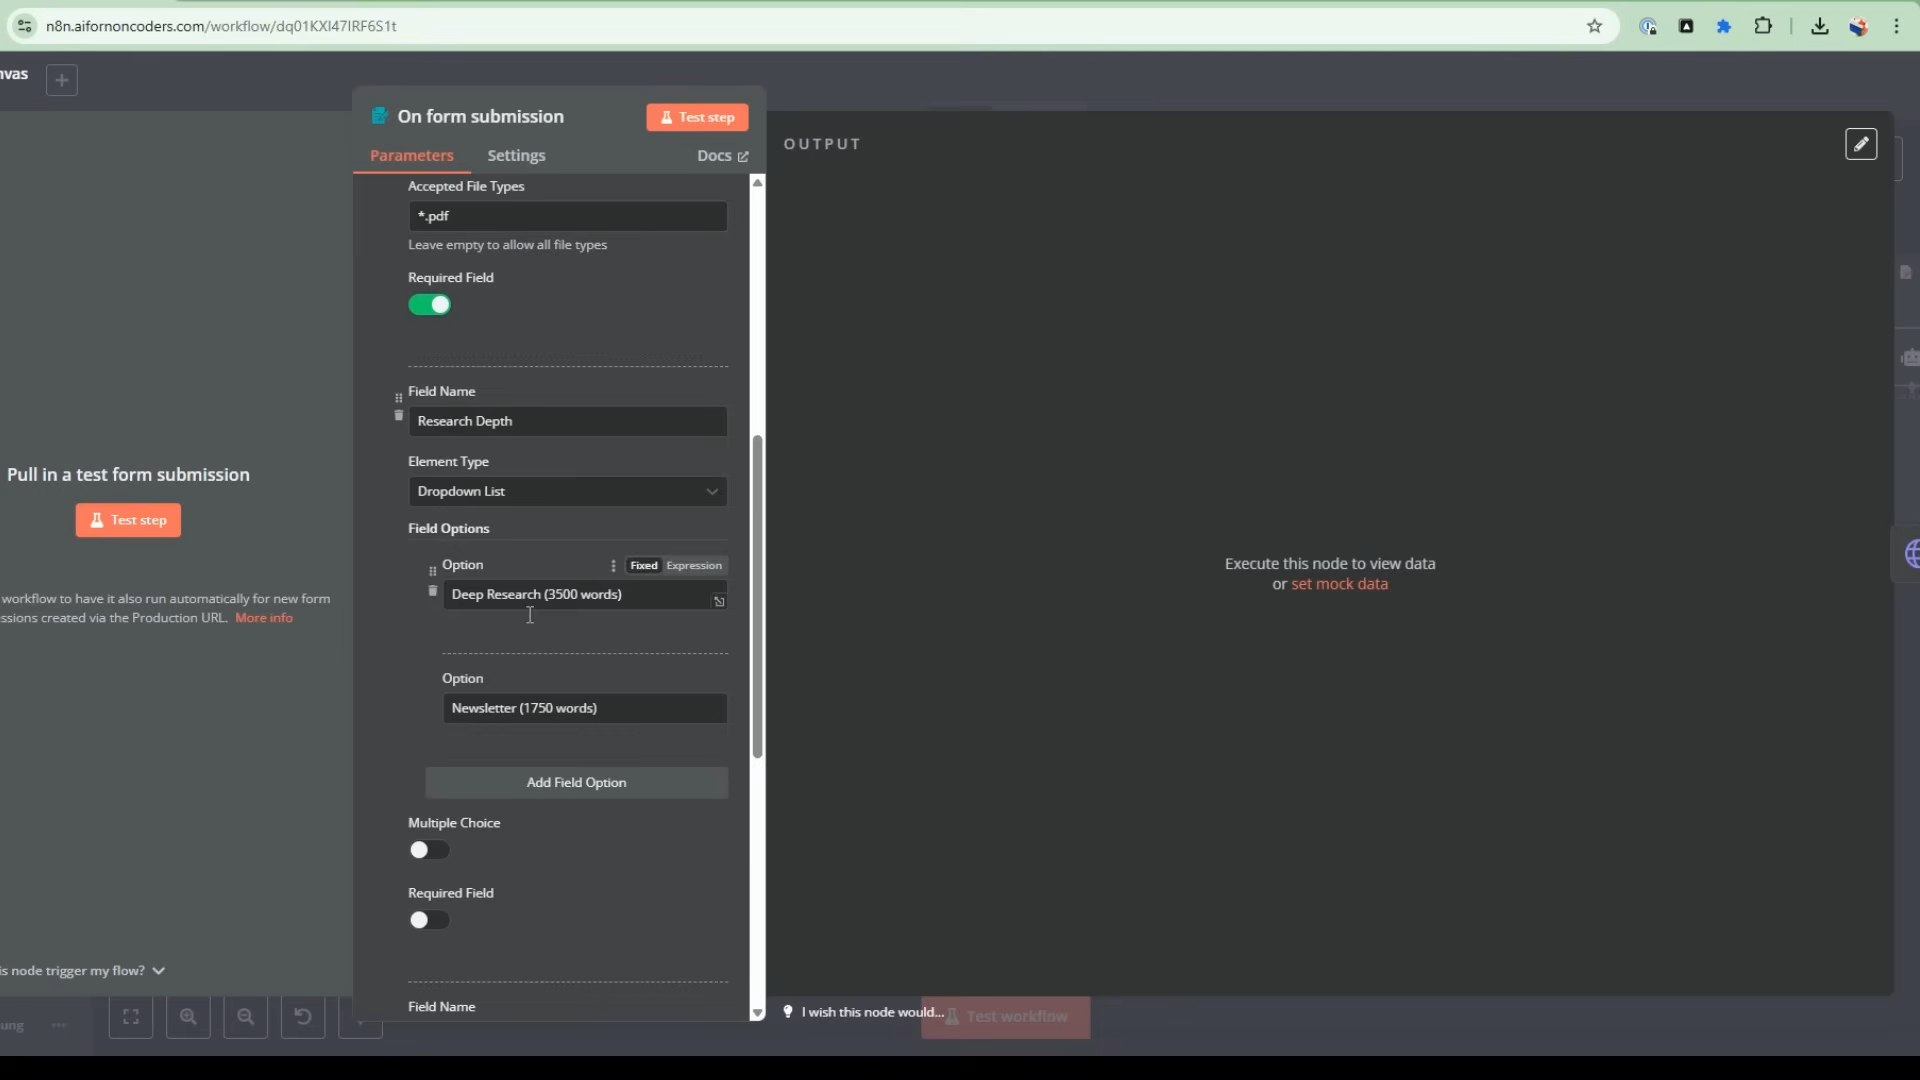 n8n.aifornoncoders.com/workflow/dq01KXI47IRF6S1t
nvas
On form submission
Test step
Parameters
Settings
Docs
OUTPUT
Accepted File Types
*.pdf
Leave empty to allow all file types
Required Field
Field Name
Research Depth
Element Type
Dropdown List
Field Options
Option
Fixed
Expression
Deep Research (3500 words)
Option
Newsletter (1750 words)
Add Field Option
Multiple Choice
Required Field
Field Name
Pull in a test form submission
Test step
workflow to have it also run automatically for new form
ssions created via the Production URL. More info
is node trigger my flow?
ung
Execute this node to view data
or set mock data
I wish this node would...
Test workflow